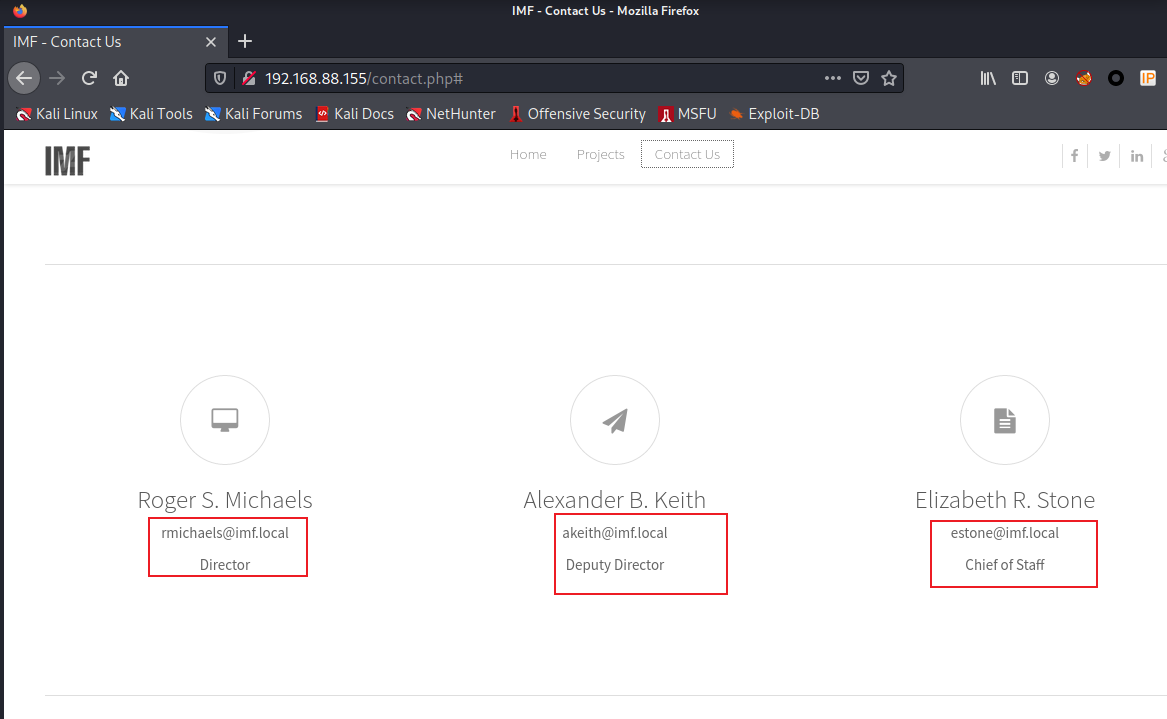 IMF - Contact Us - Mozilla Firefox
IMF - Contact Us
192.168.88.155/contact.php#
IP
Kali Linux Kali Tools Kali Forums Kali Docs NetHunter Offensive Security MSFU Exploit-DB
IMF Home Projects Contact Us
Roger S. Michaels
rmichaels@imf.local
Director
Alexander B. Keith
akeith@imf.local
Deputy Director
Elizabeth R. Stone
estone@imf.local
Chief of Staff